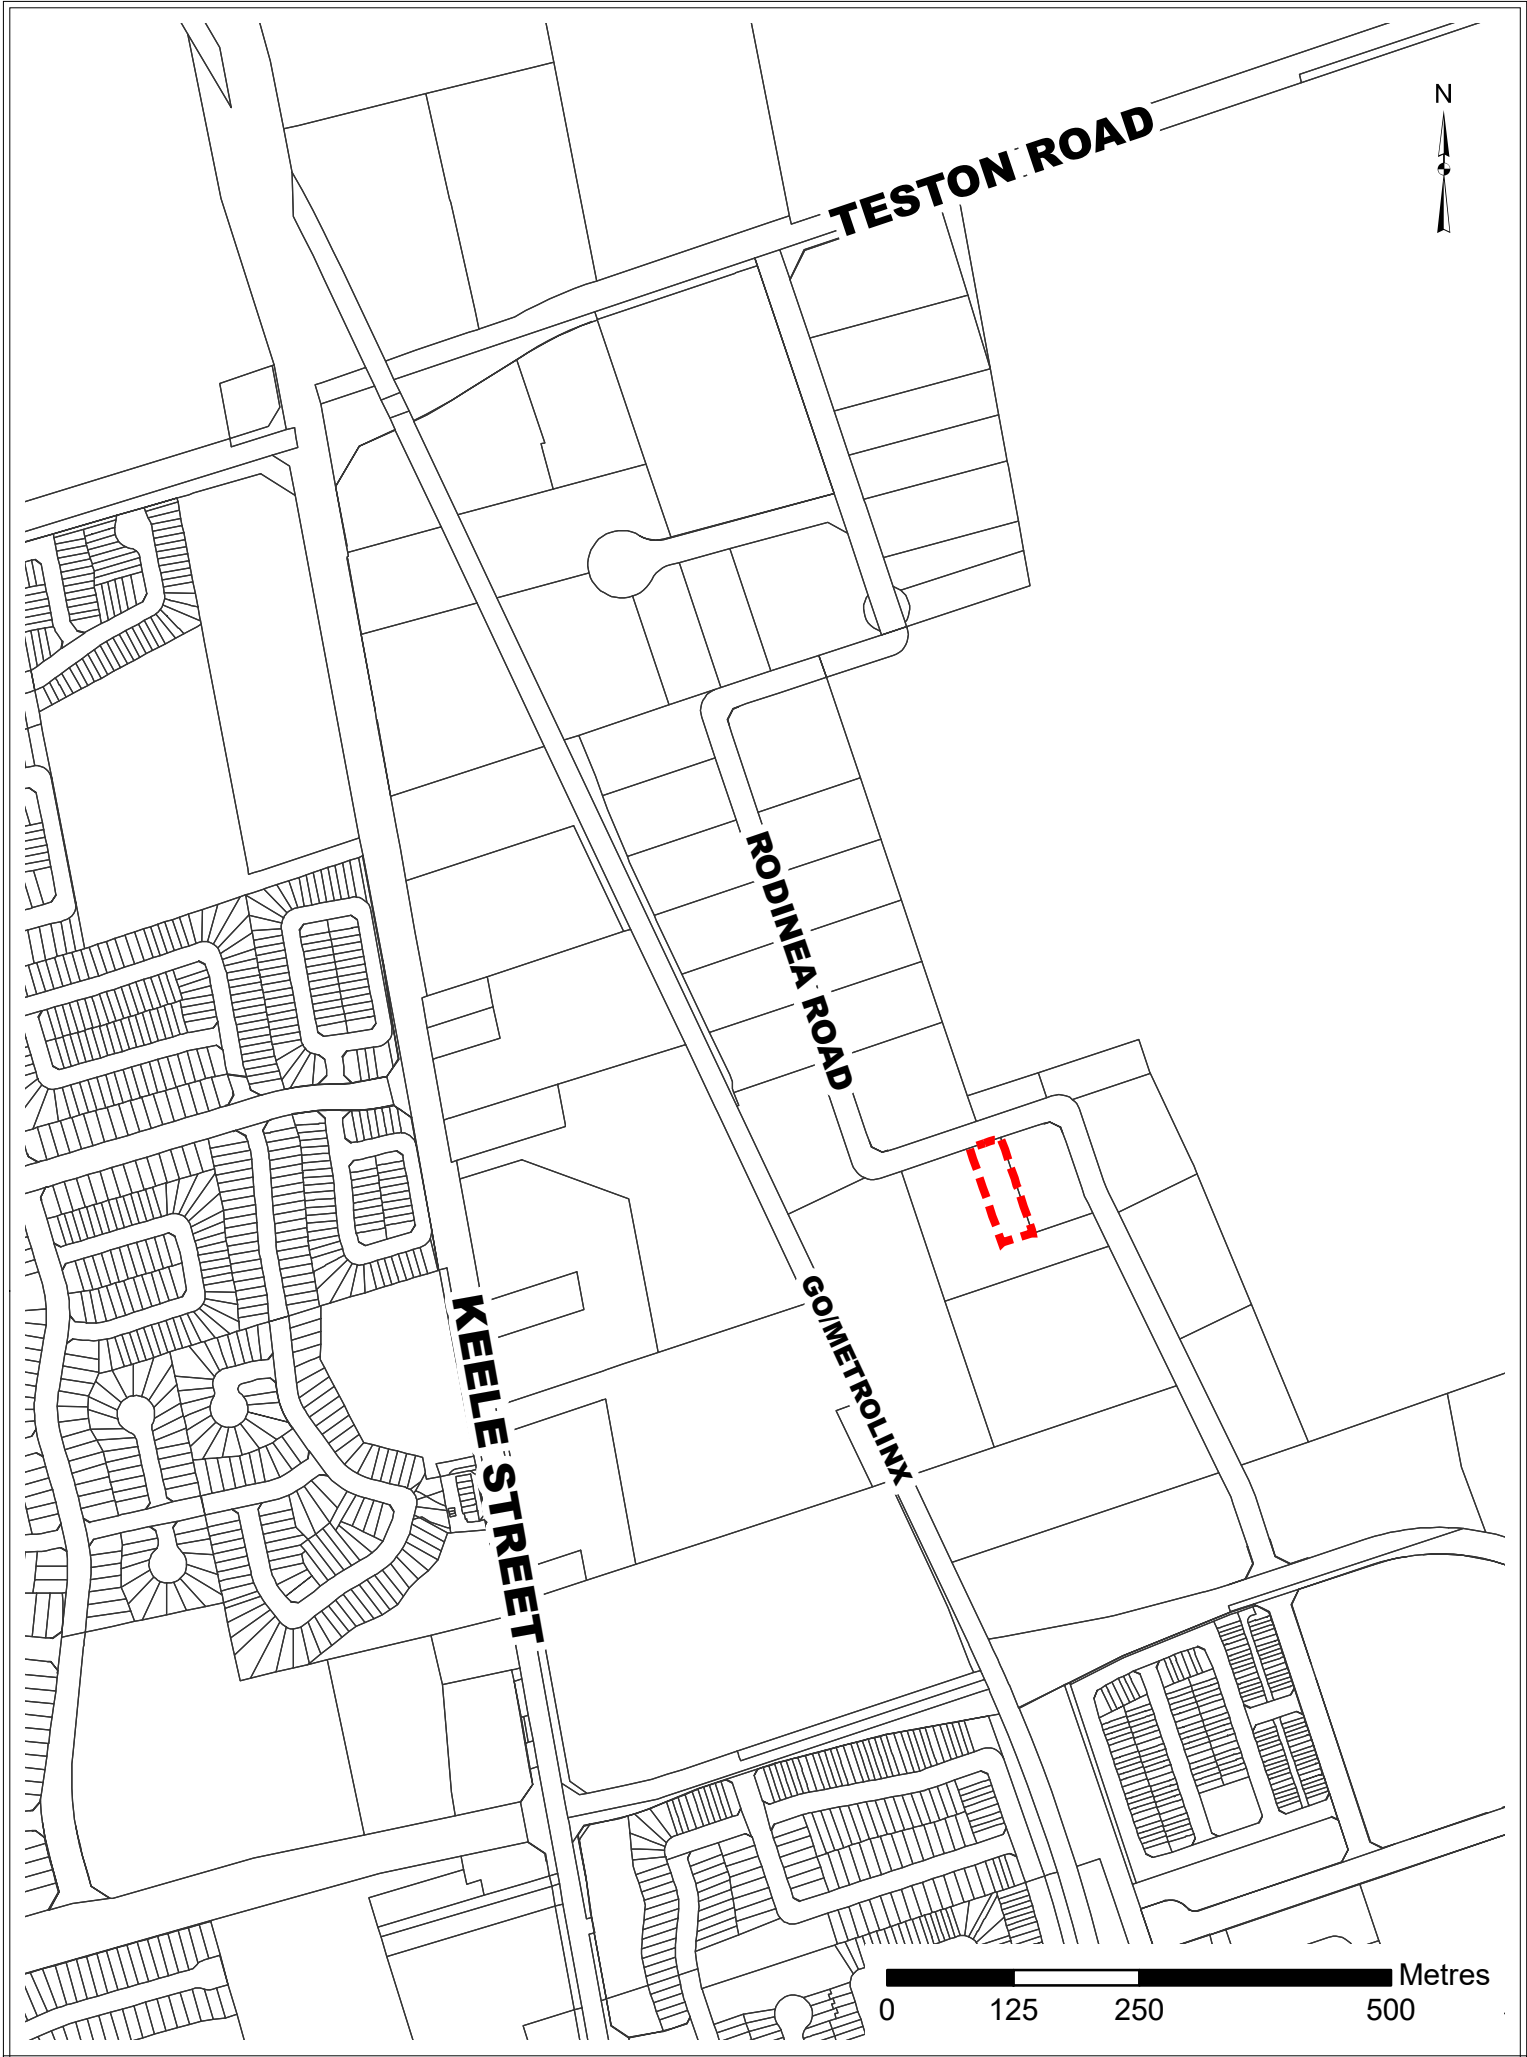 TESTON ROAD
N
RODINEA ROAD
GO/METROLINX
KEELE STREET
Metres
0 125 250 500